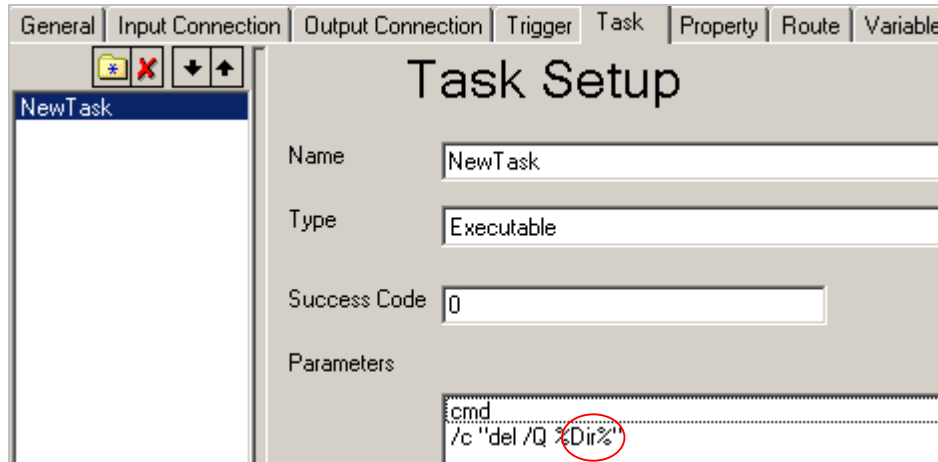 General Input Connection Output Connection Trigger Task Property Route Variable
Task Setup
NewTask
Name NewTask
Type Executable
Success Code 0
Parameters
cmd
/c "del /Q %Dir%"